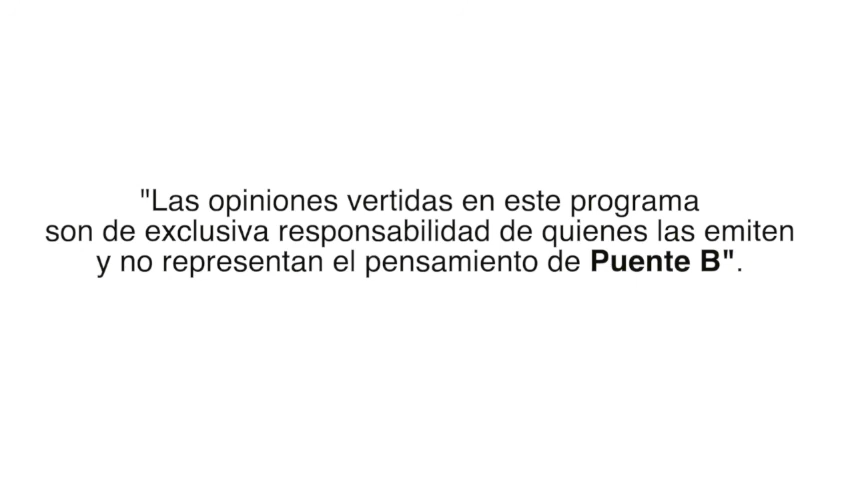 "Las opiniones vertidas en este programa
son de exclusiva responsabilidad de quienes las emiten
y no representan el pensamiento de Puente B".